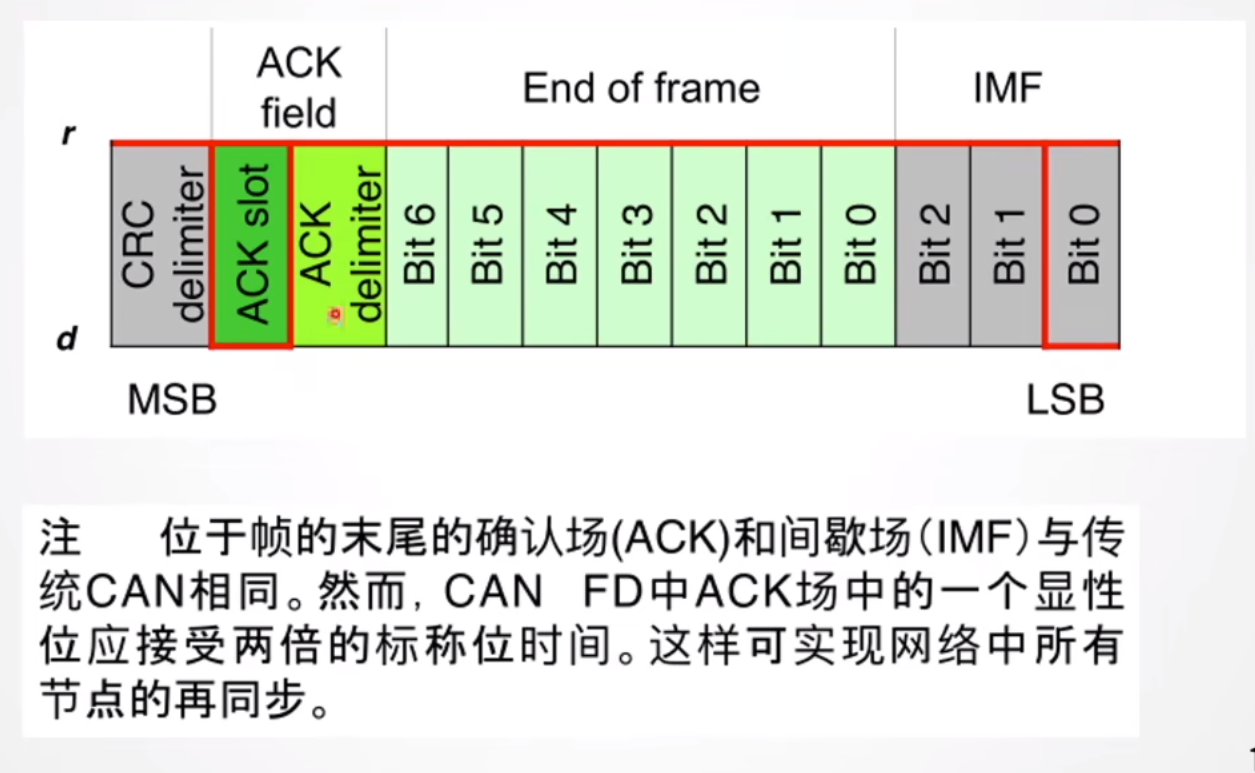 ACK
field
End of frame
IMF
r
CRC
delimiter
ACK slot
ACK
delimiter
Bit 6
Bit 5
Bit 4
Bit 3
Bit 2
Bit 1
Bit 0
Bit 2
Bit 1
Bit 0
d
MSB
LSB
注 位于帧的末尾的确认场(ACK)和间歇场(IMF)与传
统CAN相同。然而, CAN FD中ACK场中的一个显性
位应接受两倍的标称位时间。这样可实现网络中所有
节点的再同步。